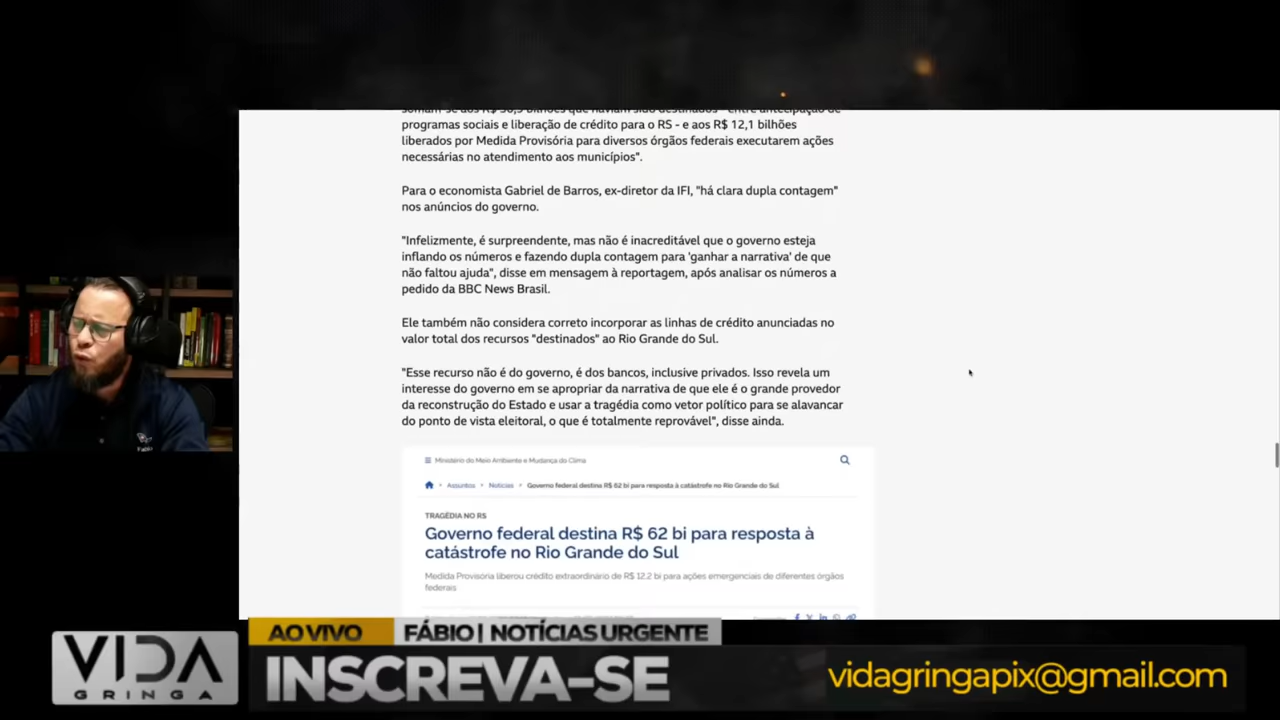 somam-se aos R$ 50,9 bilhões que haviam sido destinados - entre antecipação de
programas sociais e liberação de crédito para o RS - e aos R$ 12,1 bilhões
liberados por Medida Provisória para diversos órgãos federais executarem ações
necessárias no atendimento aos municípios".
Para o economista Gabriel de Barros, ex-diretor da IFI, "há clara dupla contagem"
nos anúncios do governo.
"Infelizmente, é surpreendente, mas não é inacreditável que o governo esteja
inflando os números e fazendo dupla contagem para 'ganhar a narrativa' de que
não faltou ajuda", disse em mensagem à reportagem, após analisar os números a
pedido da BBC News Brasil.
Ele também não considera correto incorporar as linhas de crédito anunciadas no
valor total dos recursos "destinados" ao Rio Grande do Sul.
"Esse recurso não é do governo, é dos bancos, inclusive privados. Isso revela um
interesse do governo em se apropriar da narrativa de que ele é o grande provedor
da reconstrução do Estado e usar a tragédia como vetor político para se alavancar
do ponto de vista eleitoral, o que é totalmente reprovável", disse ainda.
Ministério do Meio Ambiente e Mudança do Clima
Assuntos > Notícias > Governo federal destina R$ 62 bi para resposta à catástrofe no Rio Grande do Sul
TRAGÉDIA NO RS
Governo federal destina R$ 62 bi para resposta à
catástrofe no Rio Grande do Sul
Medida Provisória liberou crédito extraordinário de R$ 12,2 bi para ações emergenciais de diferentes órgãos
federais
AO VIVO FÁBIO | NOTÍCIAS URGENTE
VIDA
GRINGA
INSCREVA-SE
vidagringapix@gmail.com